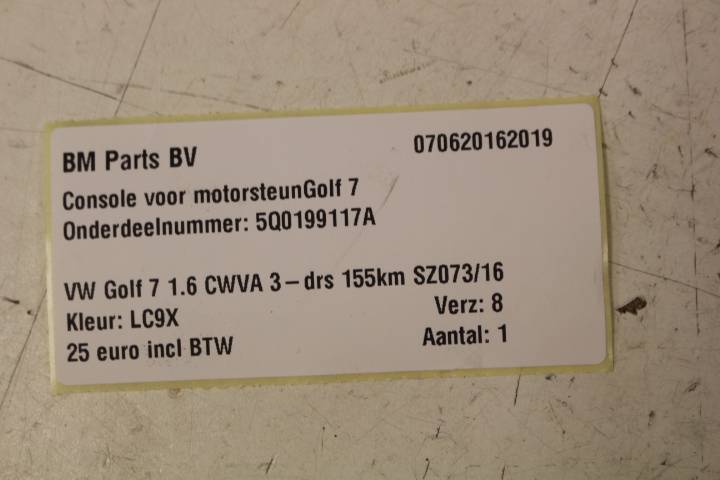 BM Parts BV 070620162019
Console voor motorsteunGolf 7
Onderdeelnummer: 5Q0199117A
VW Golf 7 1.6 CWVA 3-drs 155km SZ073/16
Kleur: LC9X Verz: 8
25 euro incl BTW Aantal: 1